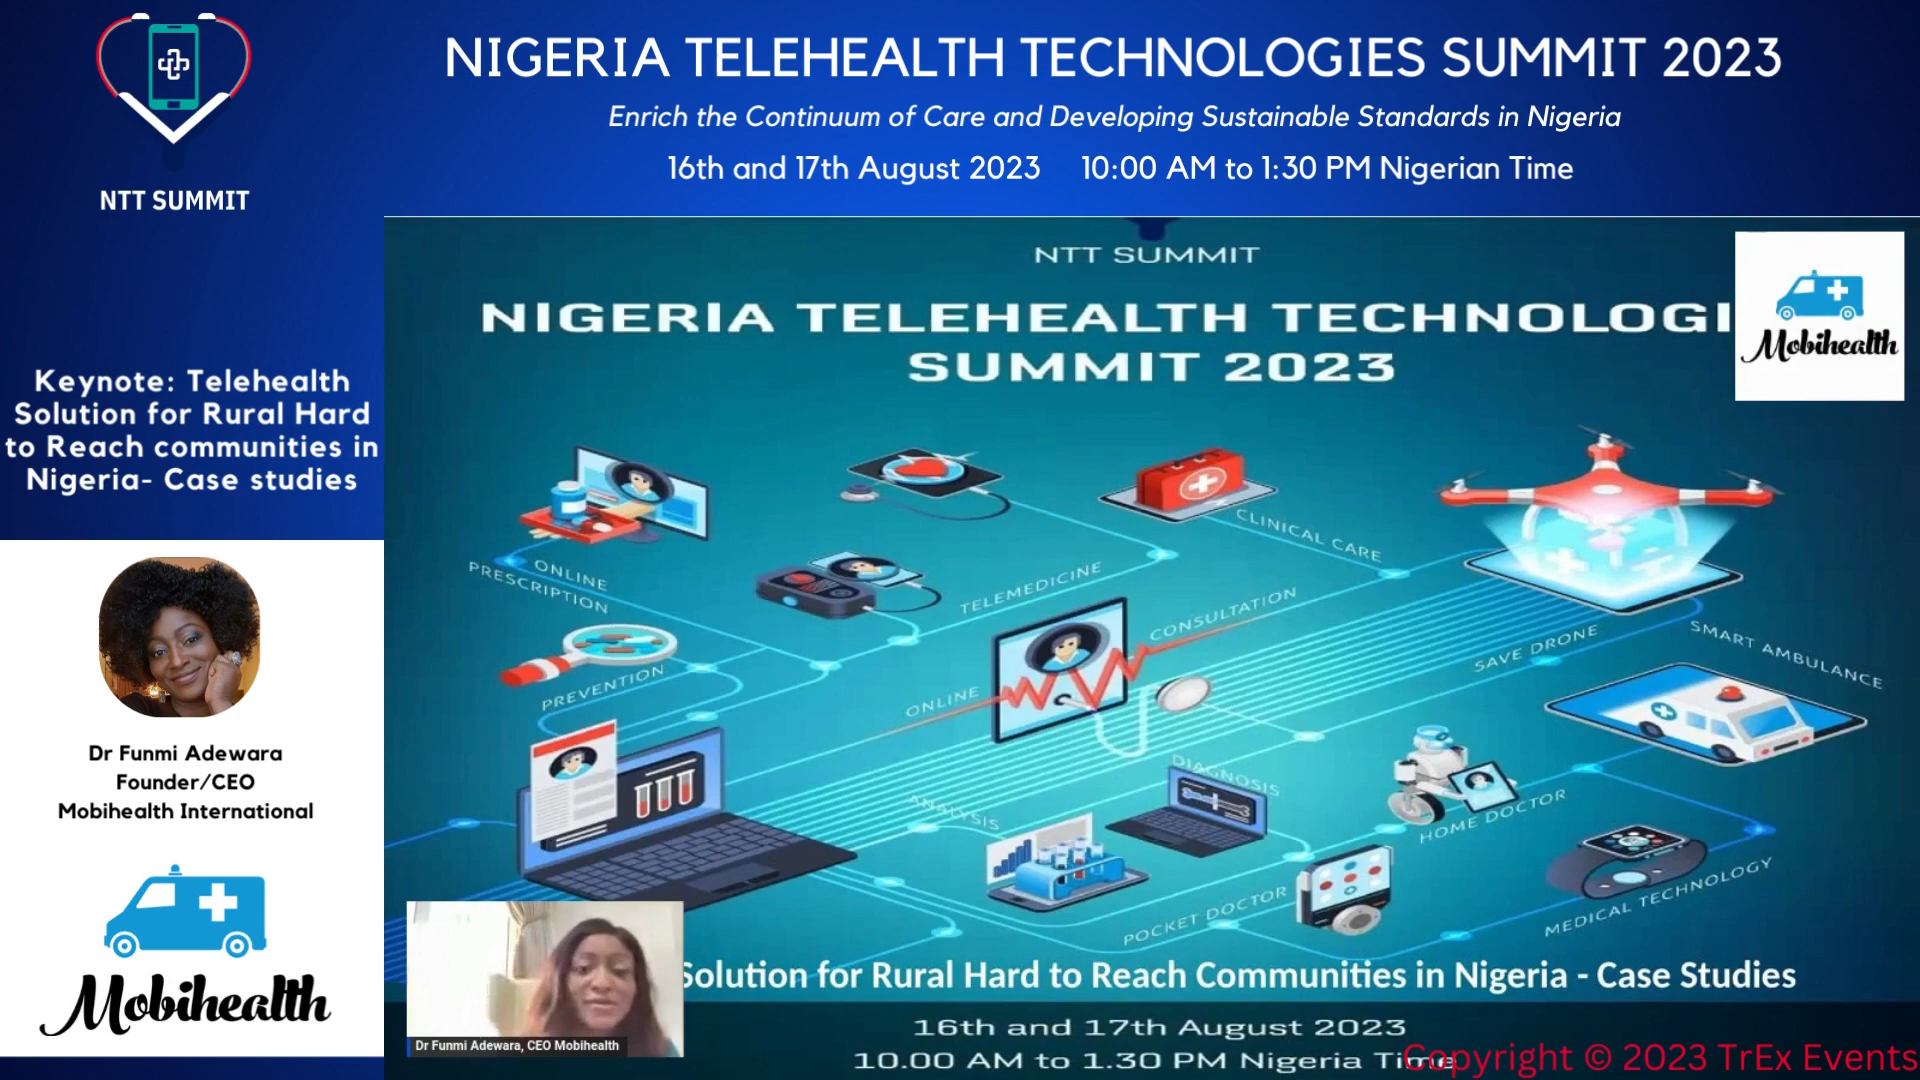 NIGERIA TELEHEALTH TECHNOLOGIES SUMMIT 2023
Enrich the Continuum of Care and Developing Sustainable Standards in Nigeria
16th and 17th August 2023 10:00 AM to 1:30 PM Nigerian Time
NTT SUMMIT
Keynote: Telehealth
Solution for Rural Hard
to Reach communities in
Nigeria- Case studies
Dr Funmi Adewara
Founder/CEO
Mobihealth International
Mobihealth
NTT SUMMIT
NIGERIA TELEHEALTH TECHNOLOGI
SUMMIT 2023
Mobihealth
CLINICAL CARE
ONLINE
PRESCRIPTION
TELEMEDICINE
CONSULTATION
SAVE DRONE
SMART AMBULANCE
PREVENTION
ONLINE
DIAGNOSIS
ANALYSIS
HOME DOCTOR
POCKET DOCTOR
MEDICAL TECHNOLOGY
Solution for Rural Hard to Reach Communities in Nigeria - Case Studies
Dr Funmi Adewara, CEO Mobihealth
16th and 17th August 2023
10.00 AM to 1.30 PM Nigeria Time
Copyright © 2023 TrEx Events